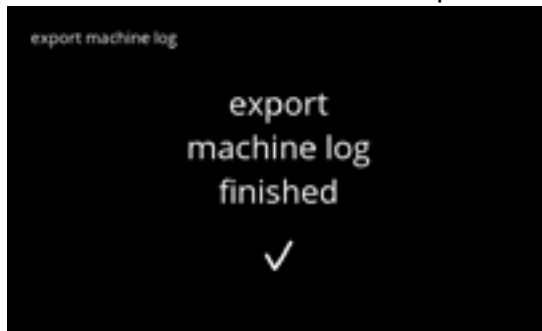 export machine log
export
machine log
finished